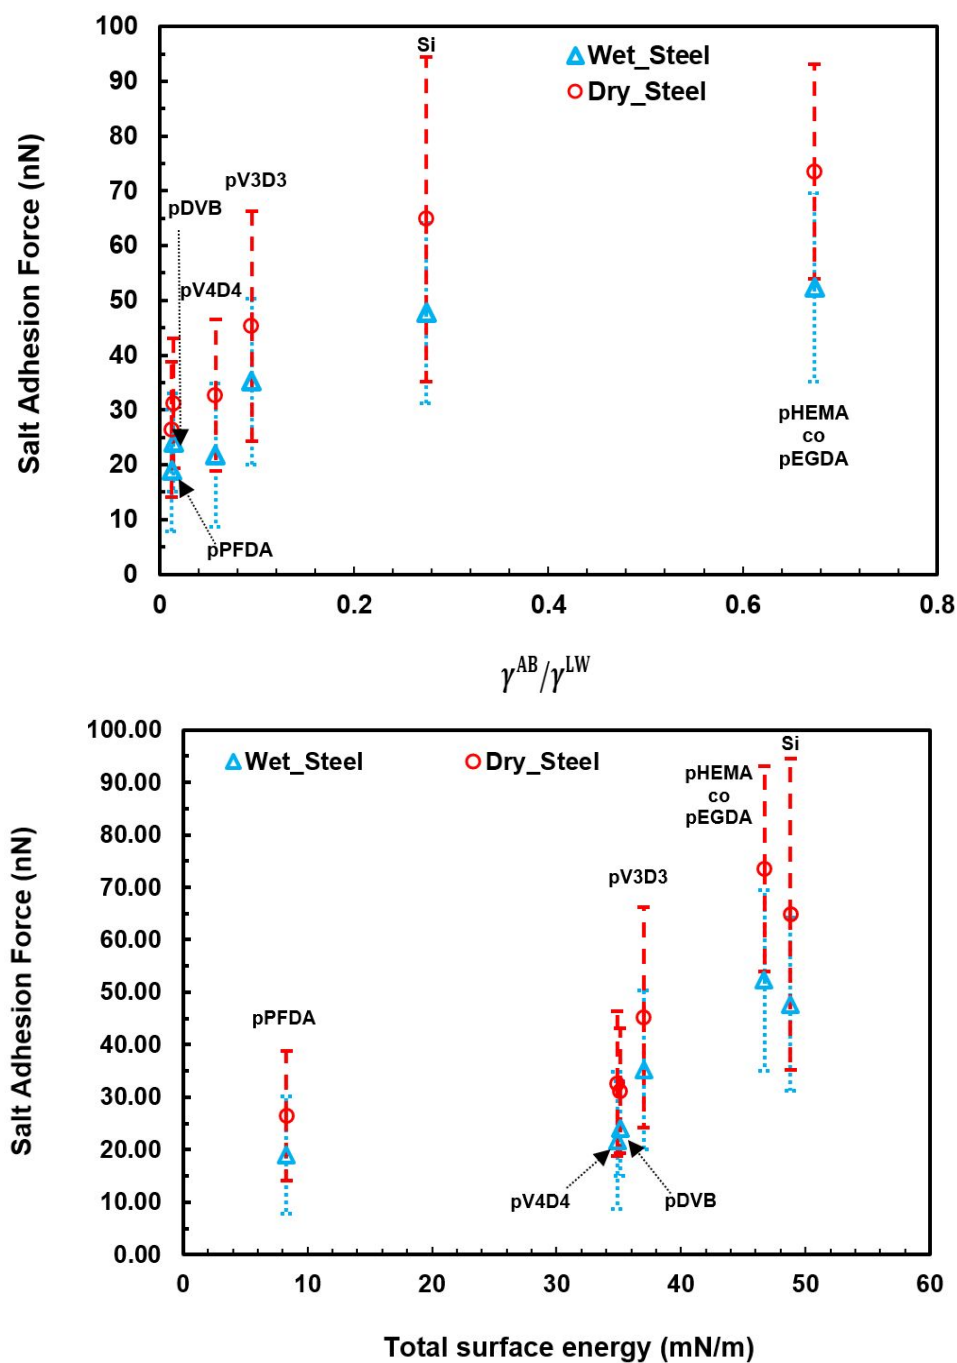 100
90
80
70
60
50
40
30
20
10
0
Salt Adhesion Force (nN)
Si
Wet_Steel
Dry_Steel
pV3D3
pDVB
pV4D4
pHEMA
co
pEGDA
pPFDA
0 0.2 0.4 0.6 0.8
γ^AB/γ^LW
100.00
90.00
80.00
70.00
60.00
50.00
40.00
30.00
20.00
10.00
0.00
Salt Adhesion Force (nN)
Wet_Steel
Dry_Steel
Si
pHEMA
co
pEGDA
pV3D3
pPFDA
pV4D4
pDVB
0 10 20 30 40 50 60
Total surface energy (mN/m)